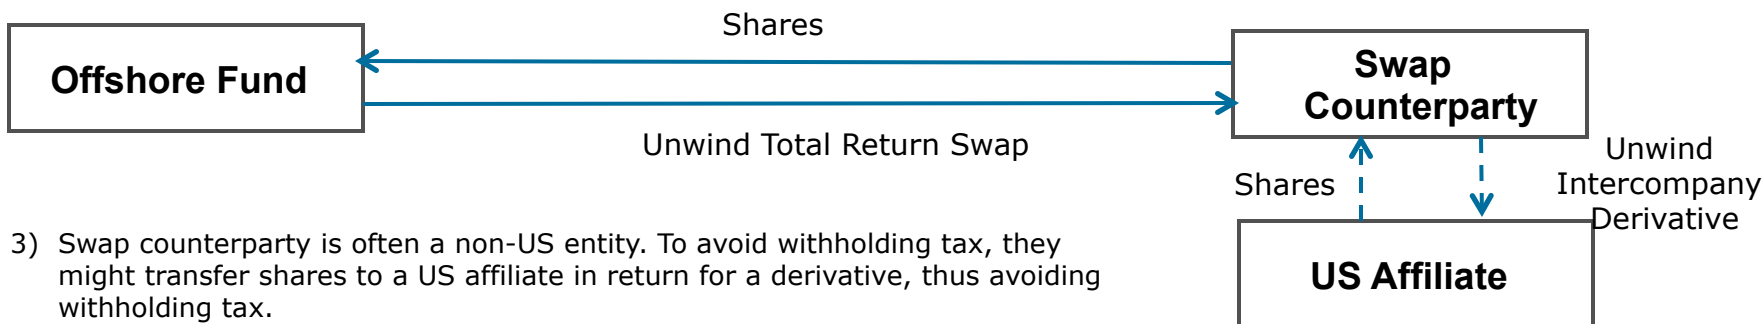 Shares
Offshore Fund
Swap
Counterparty
Unwind Total Return Swap
Unwind
Intercompany
Derivative
Shares
3) Swap counterparty is often a non-US entity. To avoid withholding tax, they
might transfer shares to a US affiliate in return for a derivative, thus avoiding
withholding tax.
US Affiliate